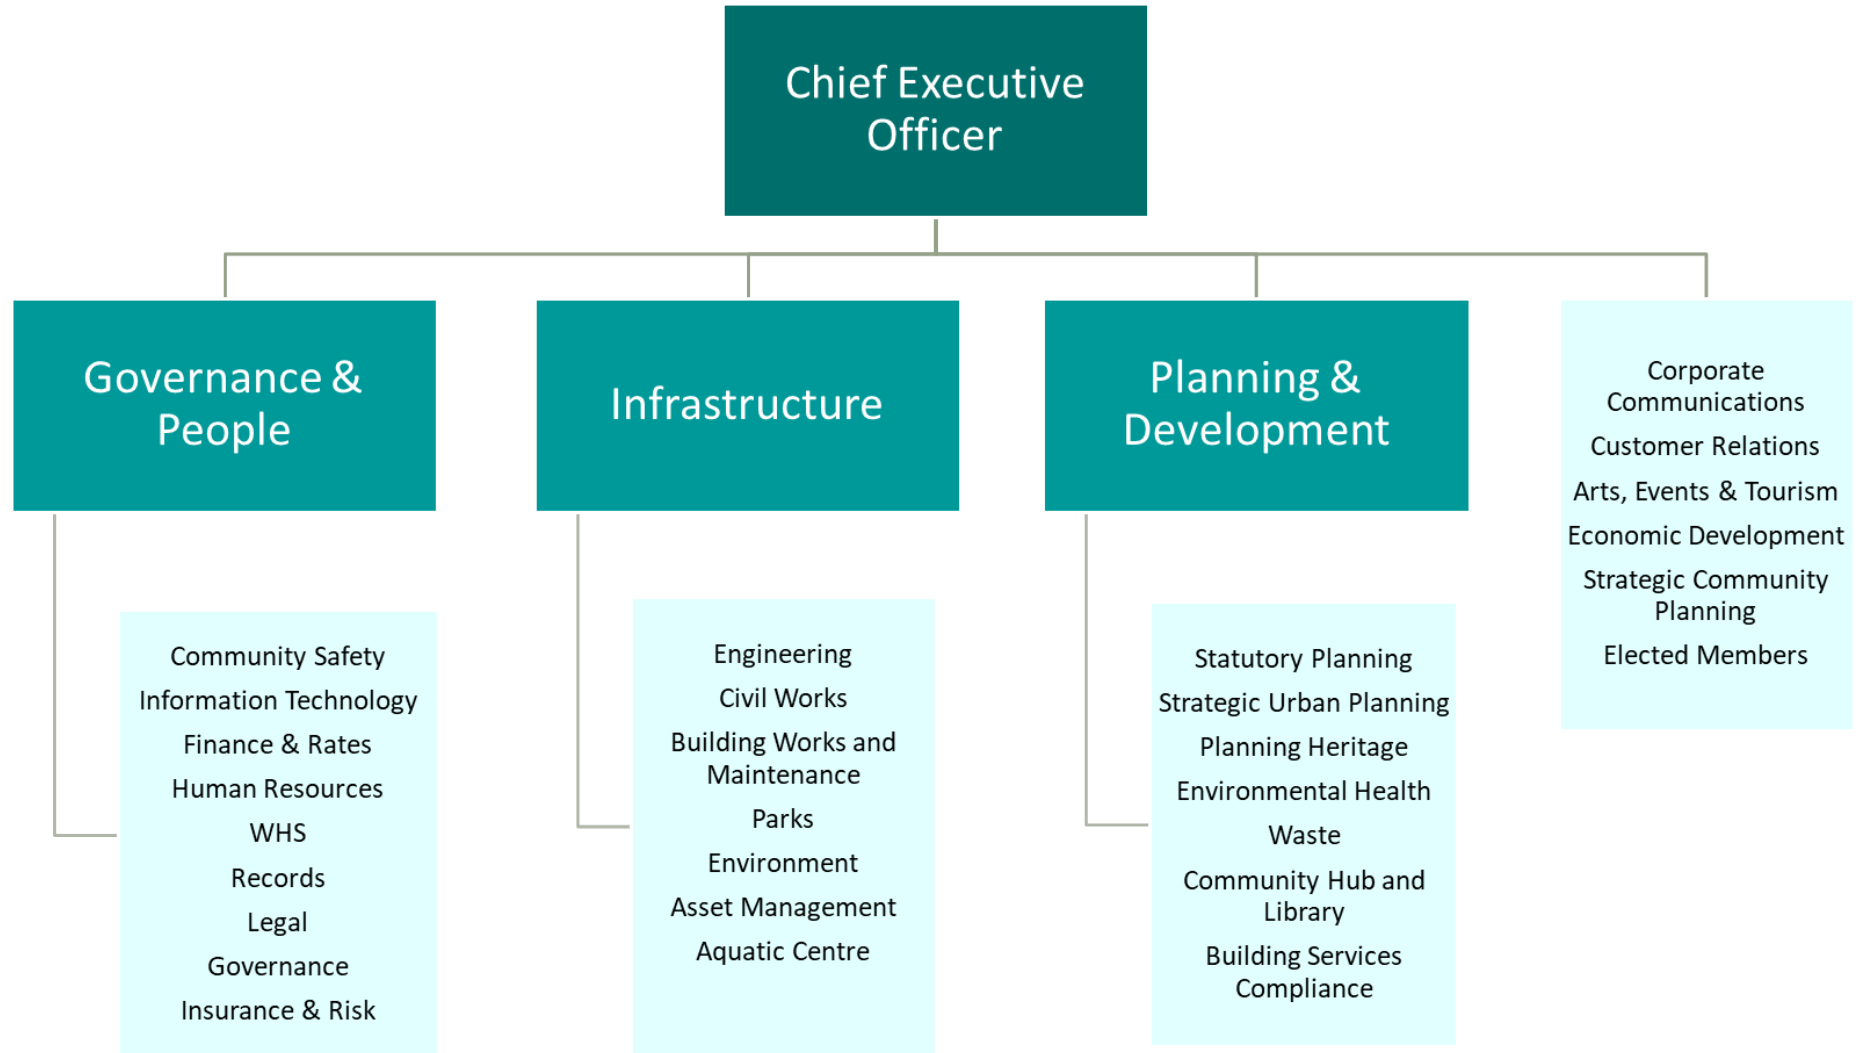 Chief Executive
Officer
Governance &
People
Infrastructure
Planning &
Development
Corporate
Communications
Customer Relations
Arts, Events & Tourism
Economic Development
Strategic Community
Planning
Elected Members
Community Safety
Information Technology
Finance & Rates
Human Resources
WHS
Records
Legal
Governance
Insurance & Risk
Engineering
Civil Works
Building Works and
Maintenance
Parks
Environment
Asset Management
Aquatic Centre
Statutory Planning
Strategic Urban Planning
Planning Heritage
Environmental Health
Waste
Community Hub and
Library
Building Services
Compliance